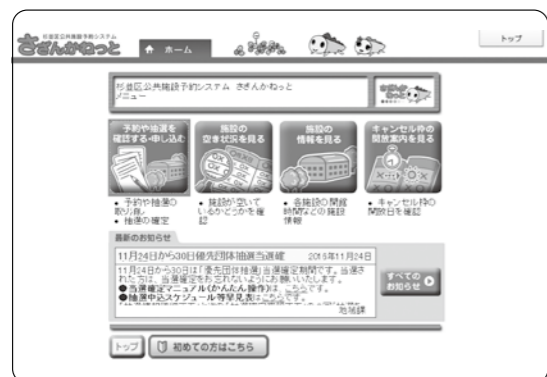 杉並区公共施設予約システム
さざんかねっと
ホーム
トップ
杉並区公共施設予約システム さざんかねっと
メニュー
さざんか
ねっと
予約や抽選を
確認する・申し込む
施設の
空き状況を見る
施設の
情報を見る
キャンセル枠の
開放案内を見る
• 予約や抽選の
取り消し
• 抽選の確定
• 施設が空いて
いるかどうかを確
認
• 各施設の開館
時間などの施設
情報
• キャンセル枠の
開放日を確認
最新のお知らせ
11月24日から30日優先団体抽選当選確 2016年11月24日
11月24日から30日は「優先団体抽選」当選確定期間です。当選さ
れた方は、当選確定をお忘れないようにお願いいたします。
●当選確定マニュアル(かんたん操作)は、こちらです。
●抽選申込スケジュール等早見表はこちらです。
地域課
すべての
お知らせ
トップ
初めての方はこちら